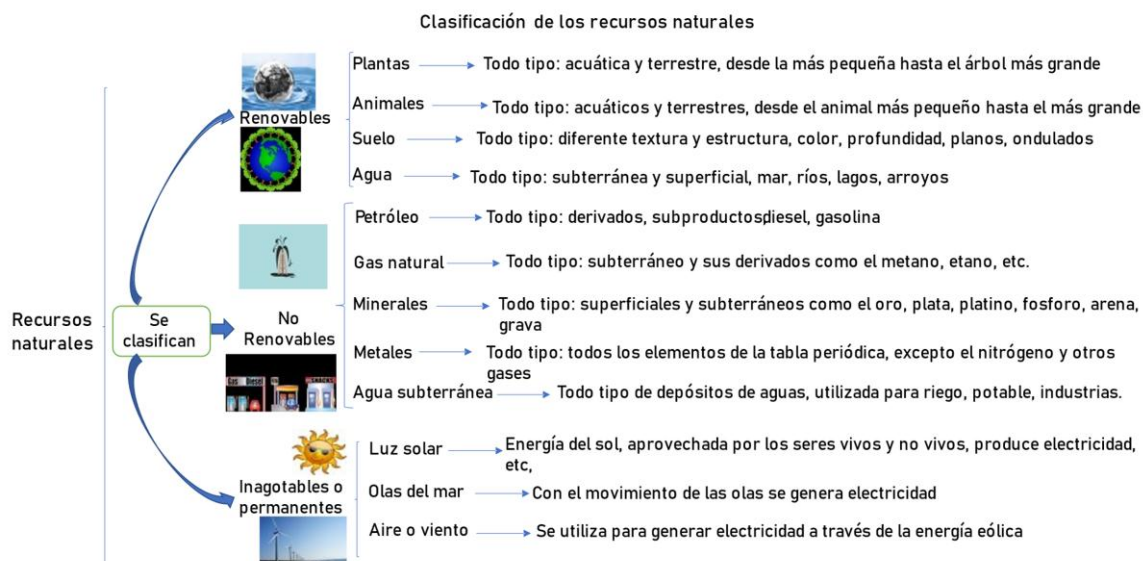 Clasificación de los recursos naturales
Recursos
naturales
Se
clasifican
Renovables
Plantas
Todo tipo: acuática y terrestre, desde la más pequeña hasta el árbol más grande
Animales
Todo tipo: acuáticos y terrestres, desde el animal más pequeño hasta el más grande
Suelo
Todo tipo: diferente textura y estructura, color, profundidad, planos, ondulados
Agua
Todo tipo: subterránea y superficial, mar, ríos, lagos, arroyos
No
Renovables
Gas Diesel
SNACKS
Petróleo
Todo tipo: derivados, subproductos,diesel, gasolina
Gas natural
Todo tipo: subterráneo y sus derivados como el metano, etano, etc.
Minerales
Todo tipo: superficiales y subterráneos como el oro, plata, platino, fosforo, arena,
grava
Metales
Todo tipo: todos los elementos de la tabla periódica, excepto el nitrógeno y otros
gases
Agua subterránea
Todo tipo de depósitos de aguas, utilizada para riego, potable, industrias.
Inagotables o
permanentes
Luz solar
Energía del sol, aprovechada por los seres vivos y no vivos, produce electricidad,
etc,
Olas del mar
Con el movimiento de las olas se genera electricidad
Aire o viento
Se utiliza para generar electricidad a través de la energía eólica